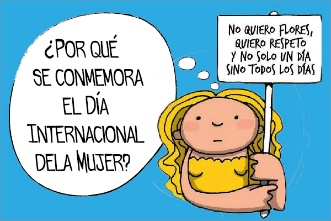 ¿Por qué
se conmemora
el Día
Internacional
dela Mujer?
No quiero flores,
quiero respeto
y no solo un día
sino todos los días